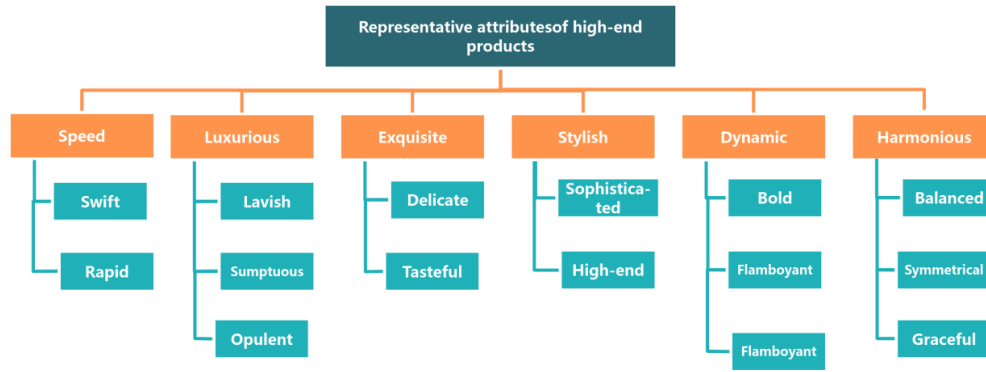 Representative attributesof high-end
products
Speed
Luxurious
Exquisite
Stylish
Dynamic
Harmonious
Swift
Lavish
Delicate
Sophistica-
ted
Bold
Balanced
Rapid
Sumptuous
Tasteful
High-end
Flamboyant
Symmetrical
Opulent
Flamboyant
Graceful